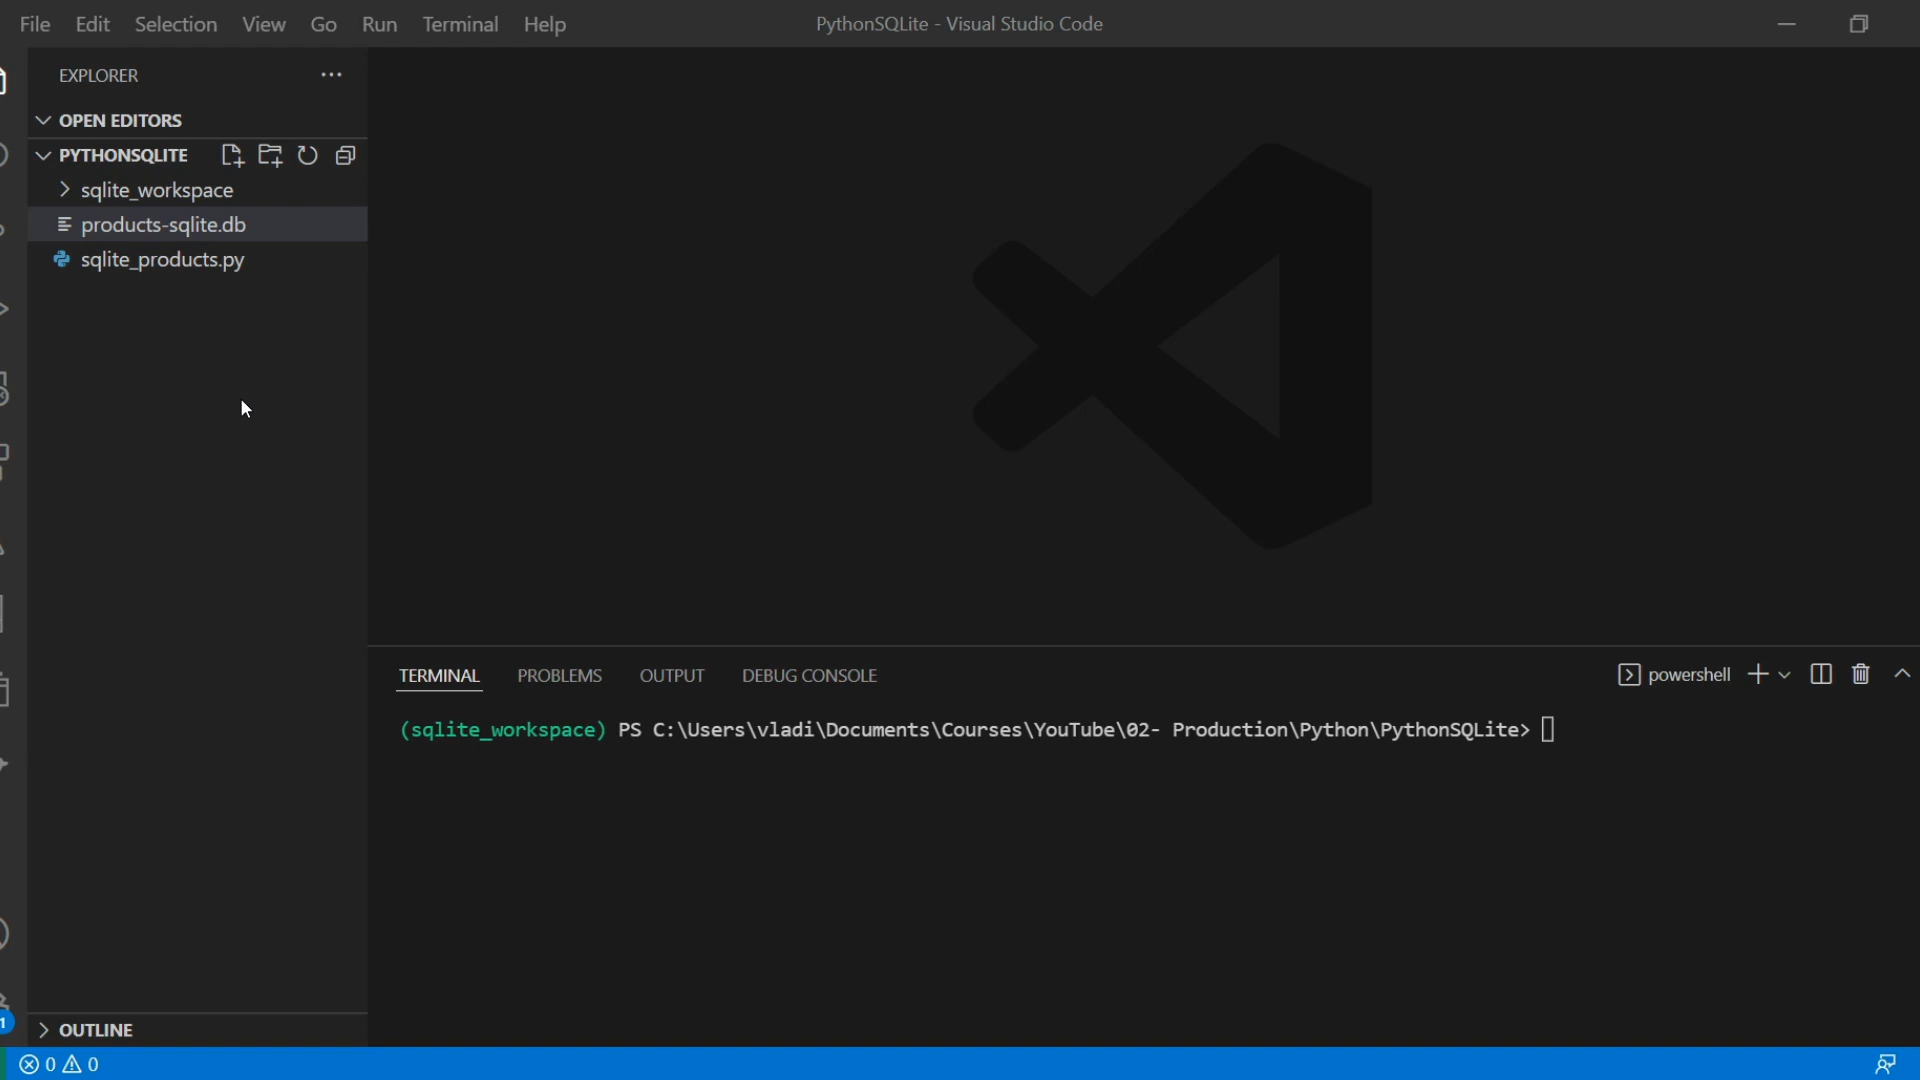 File Edit Selection View Go Run Terminal Help PythonSQLite - Visual Studio Code
EXPLORER
OPEN EDITORS
PYTHONSQLITE
sqlite_workspace
products-sqlite.db
sqlite_products.py
TERMINAL PROBLEMS OUTPUT DEBUG CONSOLE powershell
(sqlite_workspace) PS C:\Users\vladi\Documents\Courses\YouTube\02- Production\Python\PythonSQLite>
OUTLINE
1
0 0